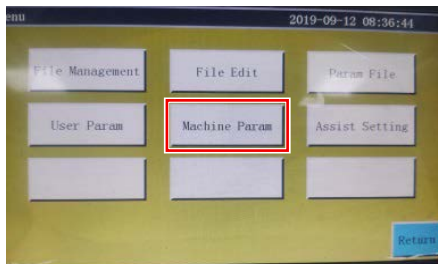 enu 2019-09-12 08:36:44
File Management File Edit Param File
User Param Machine Param Assist Setting
Return